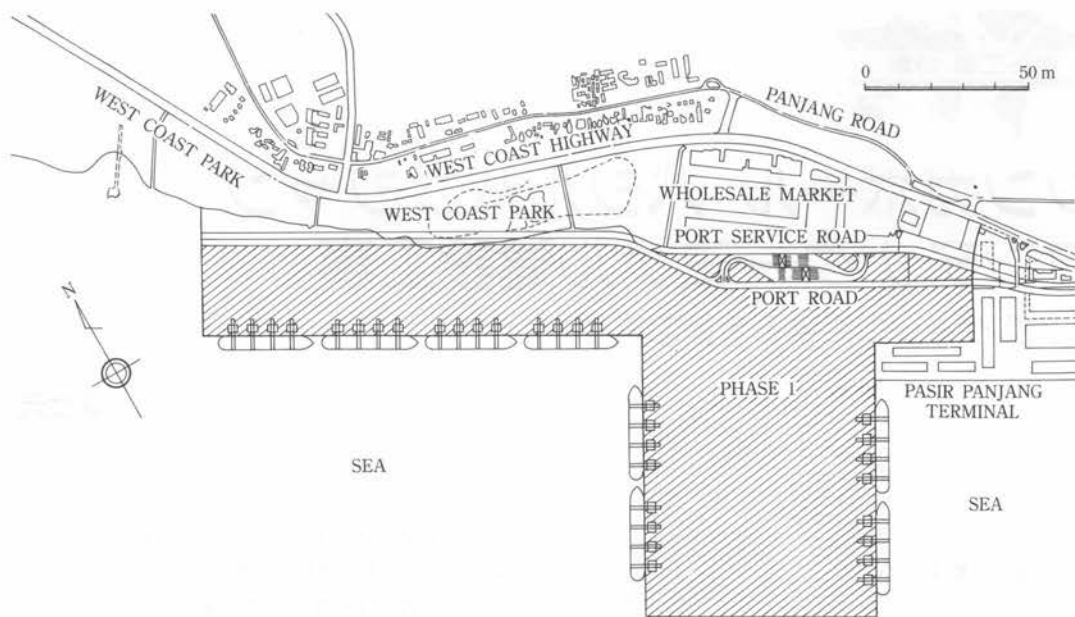 0 50 m
PANJANG ROAD
WEST COAST PARK
WEST COAST HIGHWAY
WHOLESALE MARKET
WEST COAST PARK
PORT SERVICE ROAD
N
PORT ROAD
PHASE 1
PASIR PANJANG
TERMINAL
SEA
SEA